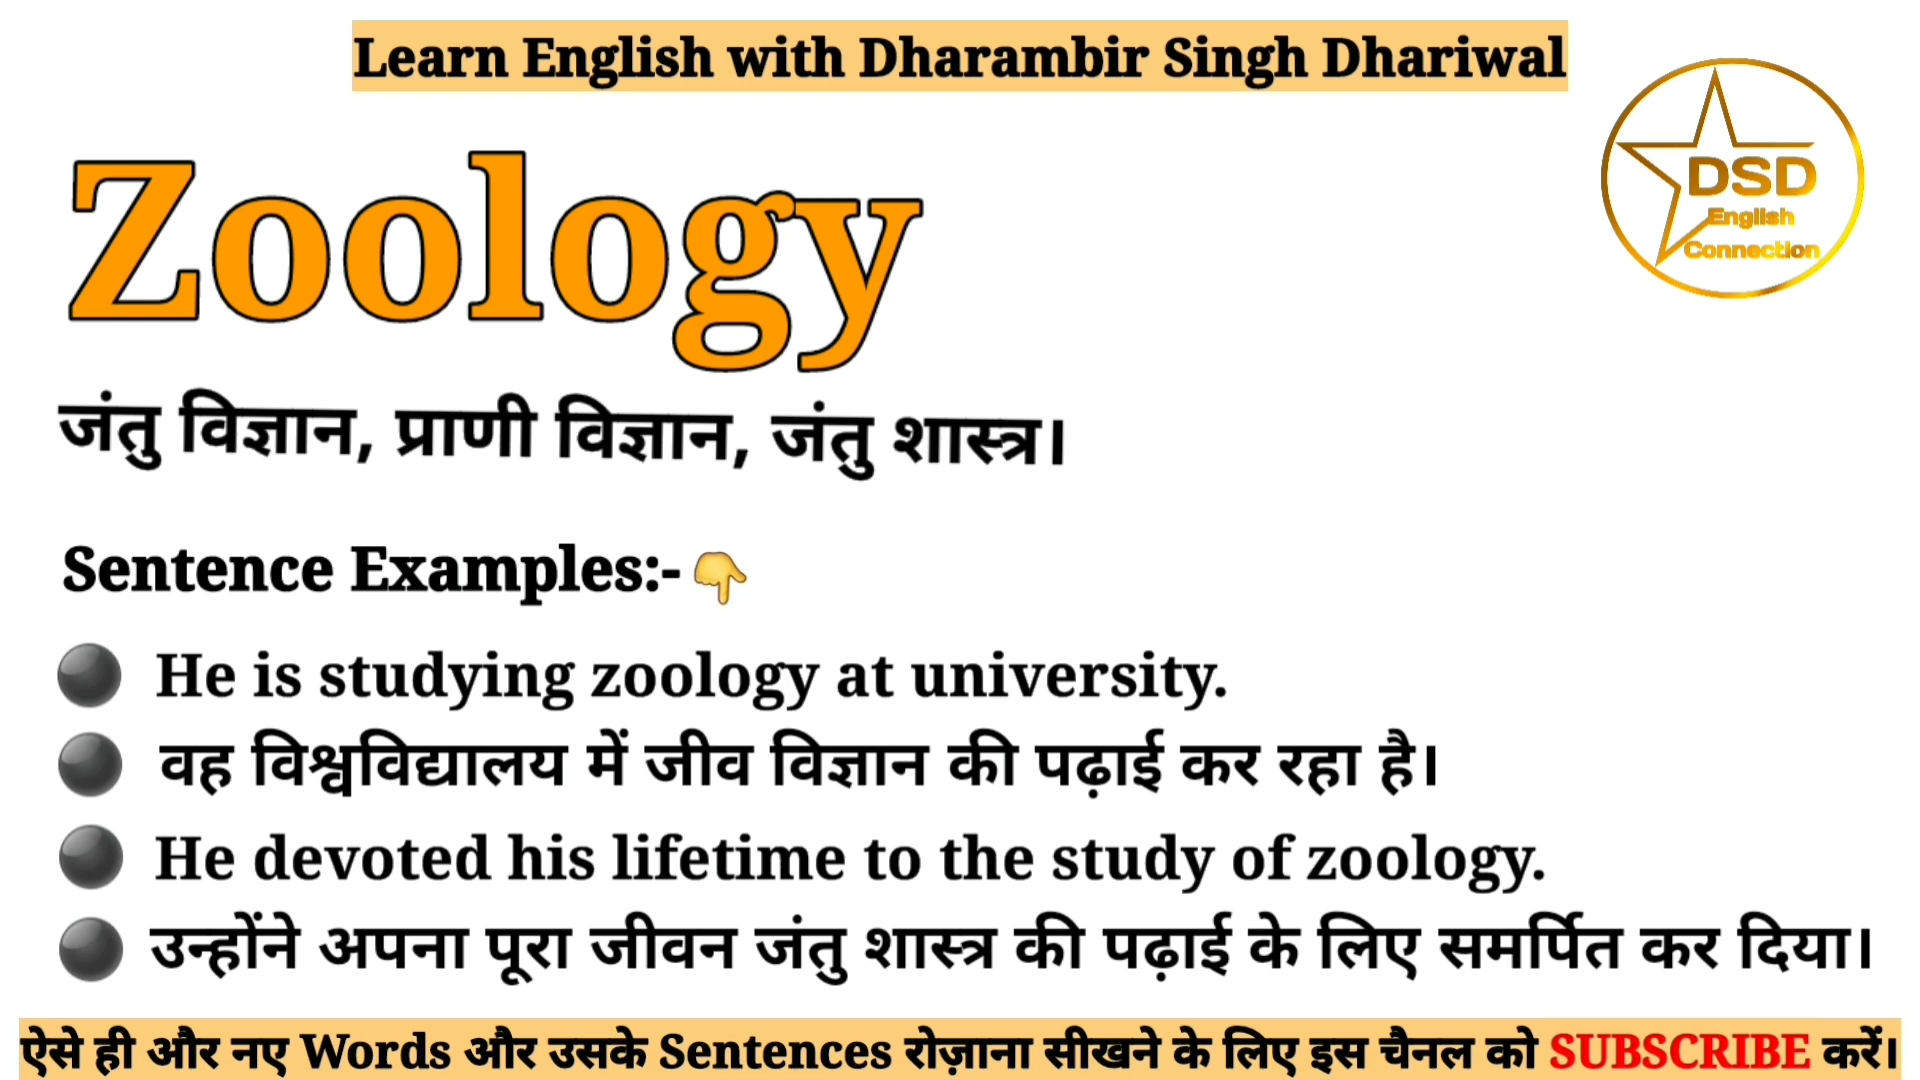 Learn English with Dharambir Singh Dhariwal
DSD
English
Connection
Zoology
जंतु विज्ञान, प्राणी विज्ञान, जंतु शास्त्र।
Sentence Examples:- 👇
He is studying zoology at university.
वह विश्वविद्यालय में जीव विज्ञान की पढ़ाई कर रहा है।
He devoted his lifetime to the study of zoology.
उन्होंने अपना पूरा जीवन जंतु शास्त्र की पढ़ाई के लिए समर्पित कर दिया।
ऐसे ही और नए Words और उसके Sentences रोज़ाना सीखने के लिए इस चैनल को SUBSCRIBE करें।